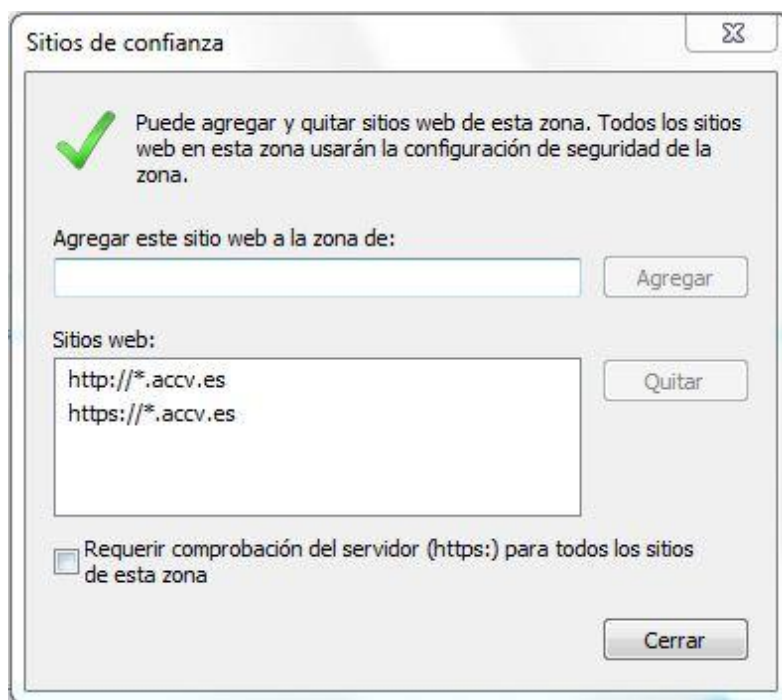 Sitios de confianza
Puede agregar y quitar sitios web de esta zona. Todos los sitios
web en esta zona usarán la configuración de seguridad de la
zona.
Agregar este sitio web a la zona de:
Agregar
Sitios web:
http://*.accv.es
https://*.accv.es
Quitar
Requerir comprobación del servidor (https:) para todos los sitios
de esta zona
Cerrar